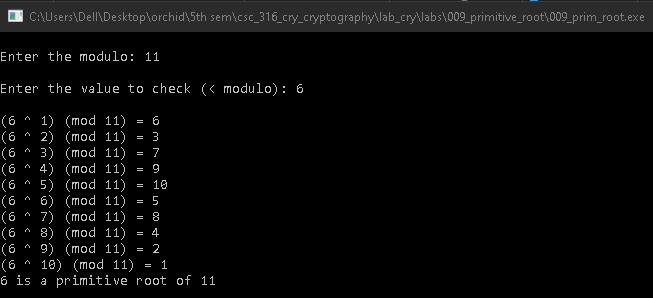 C:\Users\Dell\Desktop\orchid\5th sem\csc_316_cry_cryptography\lab_cry\labs\009_primitive_root\009_prim_root.exe
Enter the modulo: 11
Enter the value to check (< modulo): 6
(6 ^ 1) (mod 11) = 6
(6 ^ 2) (mod 11) = 3
(6 ^ 3) (mod 11) = 7
(6 ^ 4) (mod 11) = 9
(6 ^ 5) (mod 11) = 10
(6 ^ 6) (mod 11) = 5
(6 ^ 7) (mod 11) = 8
(6 ^ 8) (mod 11) = 4
(6 ^ 9) (mod 11) = 2
(6 ^ 10) (mod 11) = 1
6 is a primitive root of 11